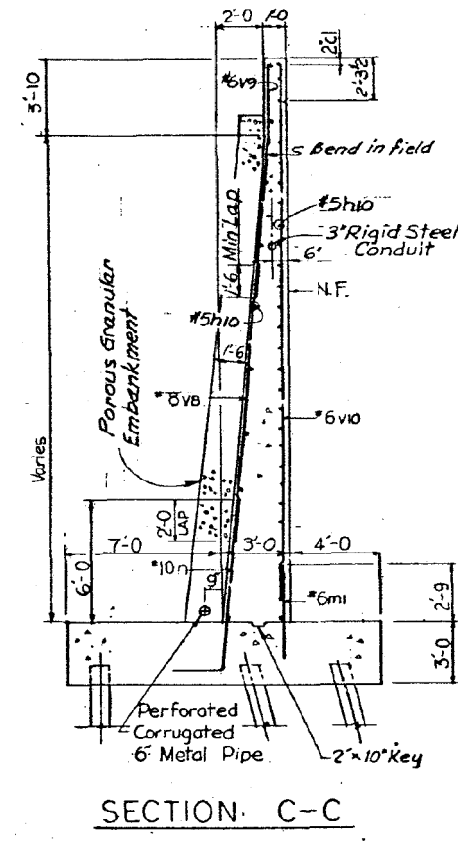 2'-0
1'-0
2"Cl
2'-3½
3'-10
#6v9
s Bend in field
#5h10
3"Rigid Steel
Conduit
6"
1'-6 Min Lap
N.F.
#5h10
Porous Granular
Embankment
1'-6
#8v8
#6v10
Varies
2'-0
LAP
7'-0
3'-0
4'-0
6'-0
#10n
#6m1
2'-9
3'-0
Perforated
Corrugated
6" Metal Pipe
2"x10" Key
SECTION C-C